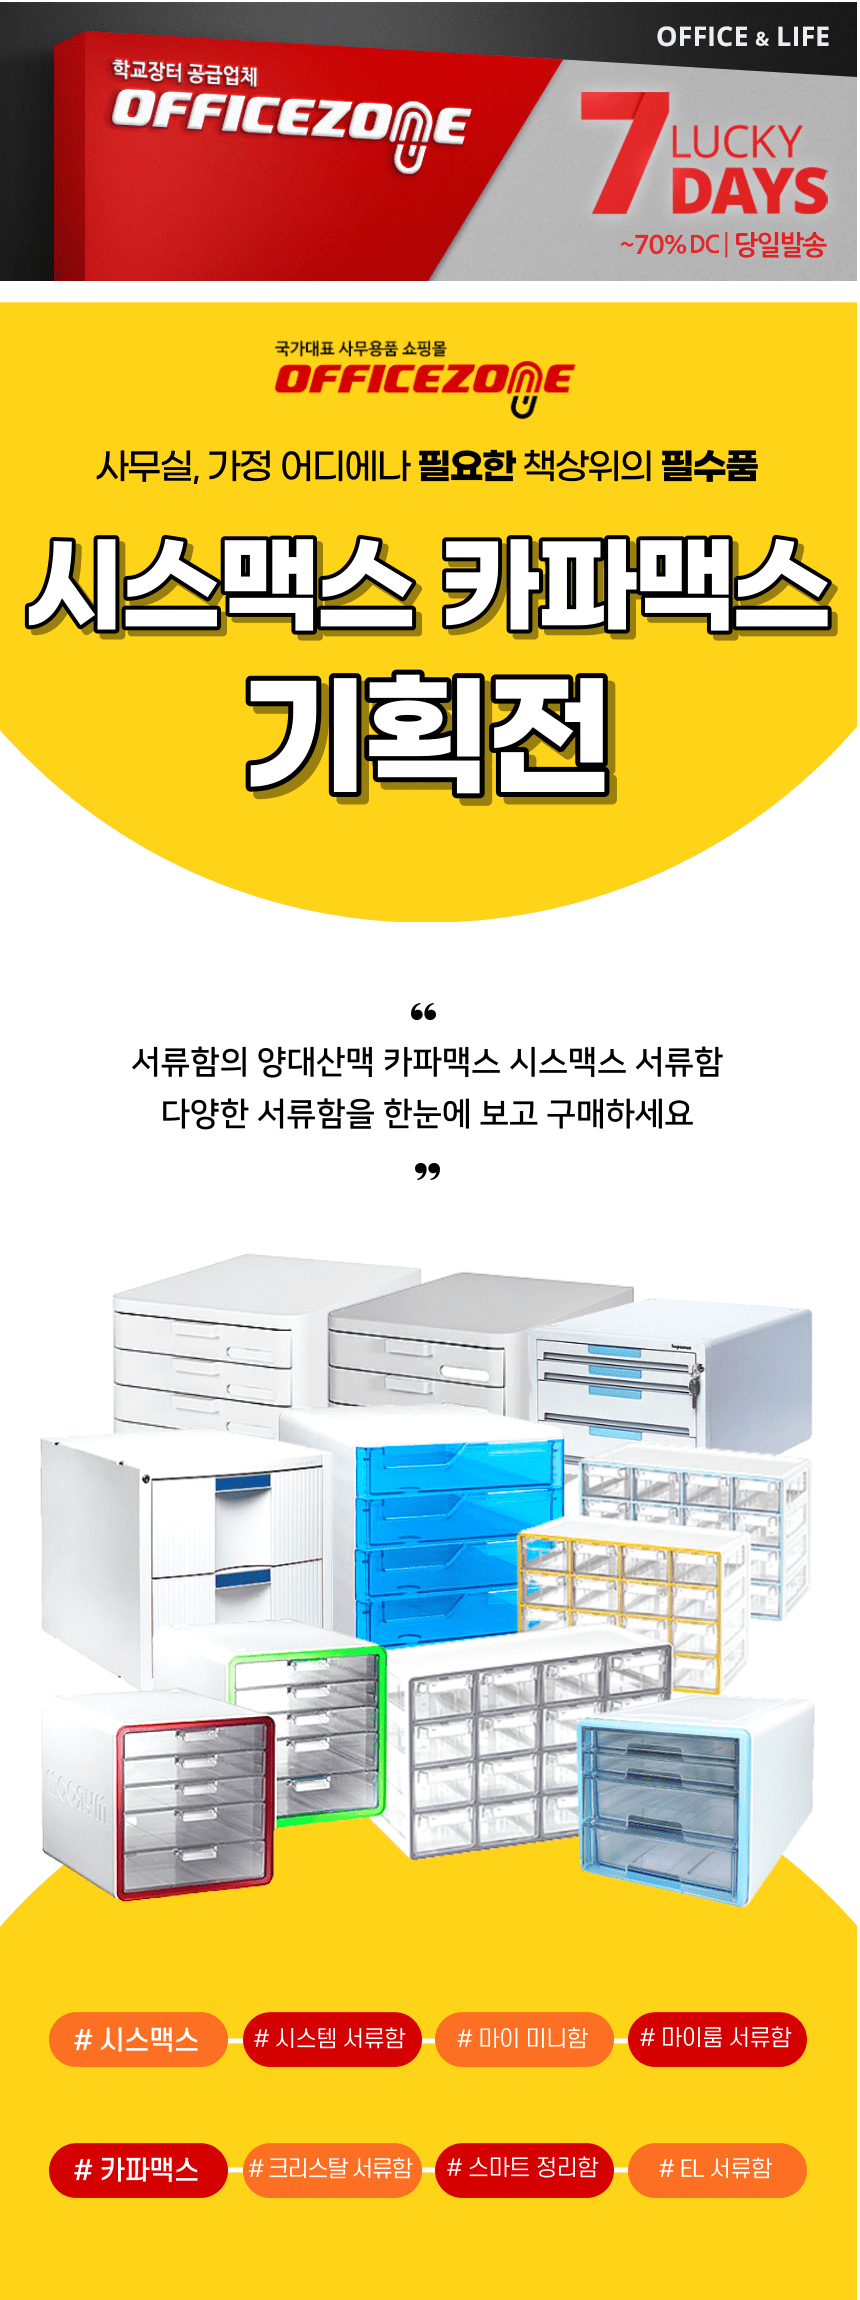 OFFICE & LIFE
학교장터 공급업체
OFFICEZONE
7 LUCKY DAYS
~70%DC | 당일발송
국가대표 사무용품 쇼핑몰
OFFICEZONE
사무실, 가정 어디에나 필요한 책상위의 필수품
시스맥스 카파맥스
기획전
“
서류함의 양대산맥 카파맥스 시스맥스 서류함
다양한 서류함을 한눈에 보고 구매하세요
”
kapamax
MYROOM
# 시스맥스 # 시스템 서류함 # 마이 미니함 # 마이룸 서류함
# 카파맥스 # 크리스탈 서류함 # 스마트 정리함 # EL 서류함